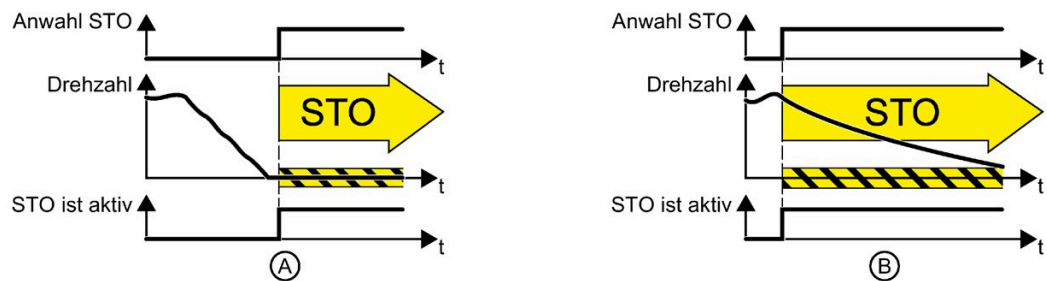 Anwahl STO
t
Drehzahl
STO
t
STO ist aktiv
t
A
Anwahl STO
t
Drehzahl
STO
t
STO ist aktiv
t
B